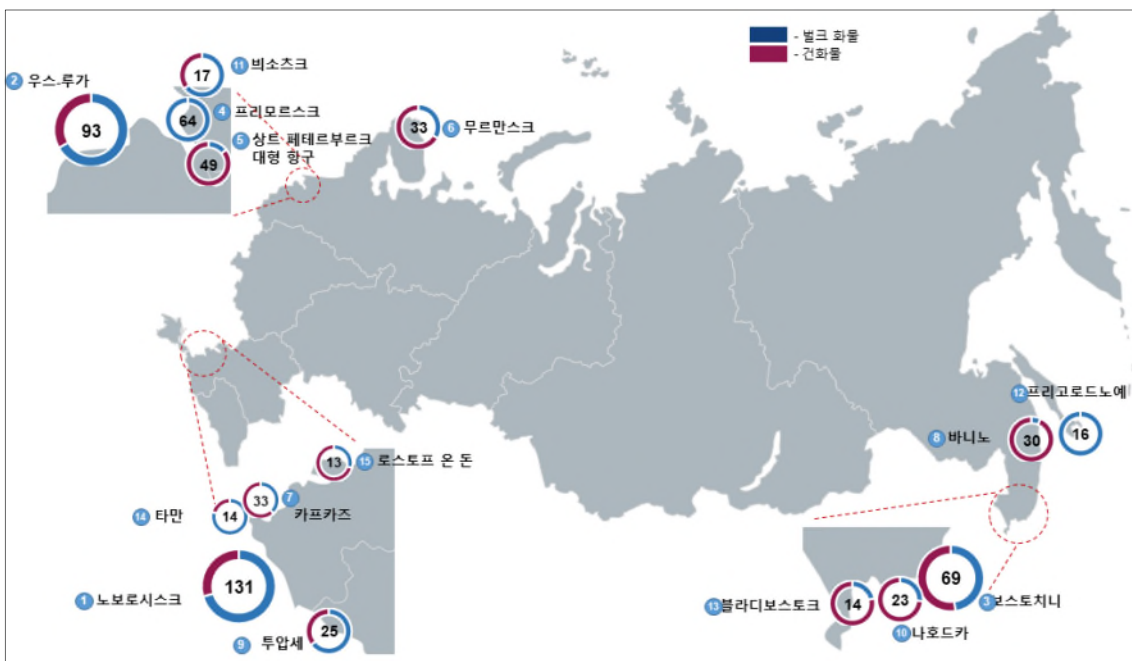 - 벌크 화물
- 건화물
11 븨소츠크
17
2 우스-루가
93
4 프리모르스크
64
5 상트 페테르부르크
대형 항구
49
33
6 무르만스크
12 프리고로드노예
16
8 바니노
30
13
15 로스토프 온 돈
33
7
카프카즈
14 타만
14
1 노보로시스크
131
9 투압세
25
69
3 보스토치니
23
10 나호드카
13 블라디보스토크
14